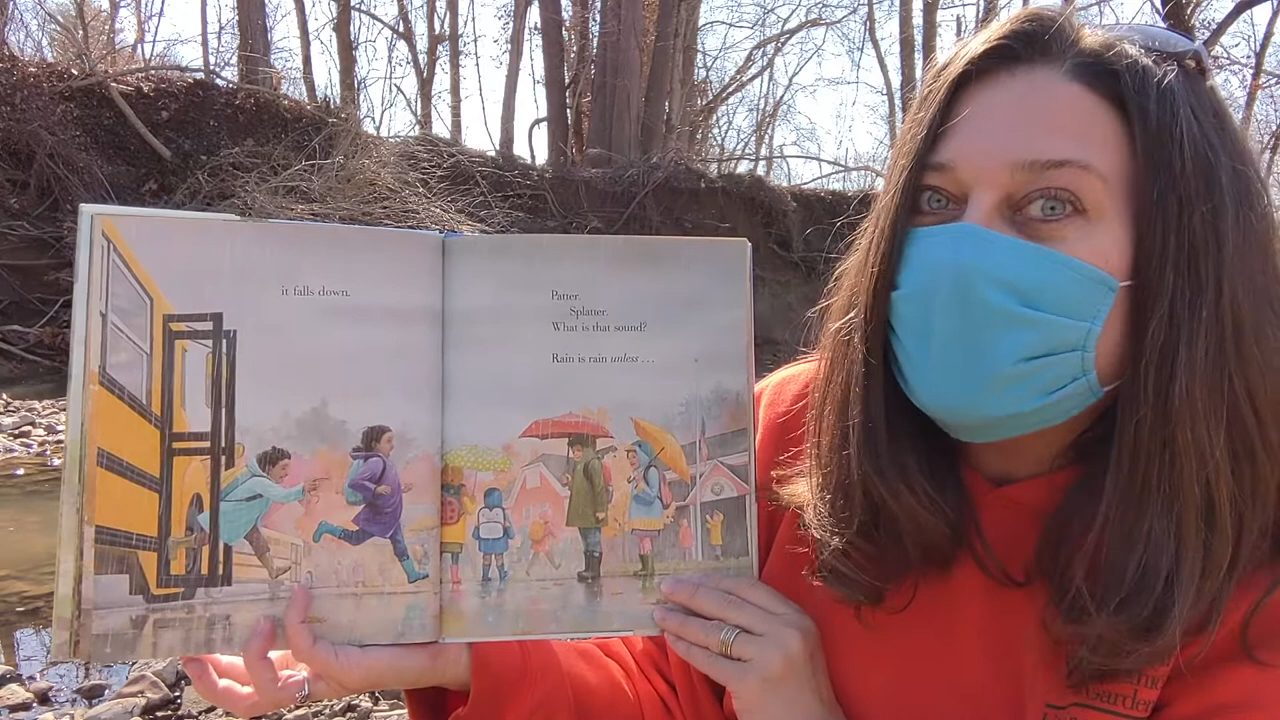 it falls down.
Patter.
Splatter.
What is that sound?
Rain is rain unless . . .